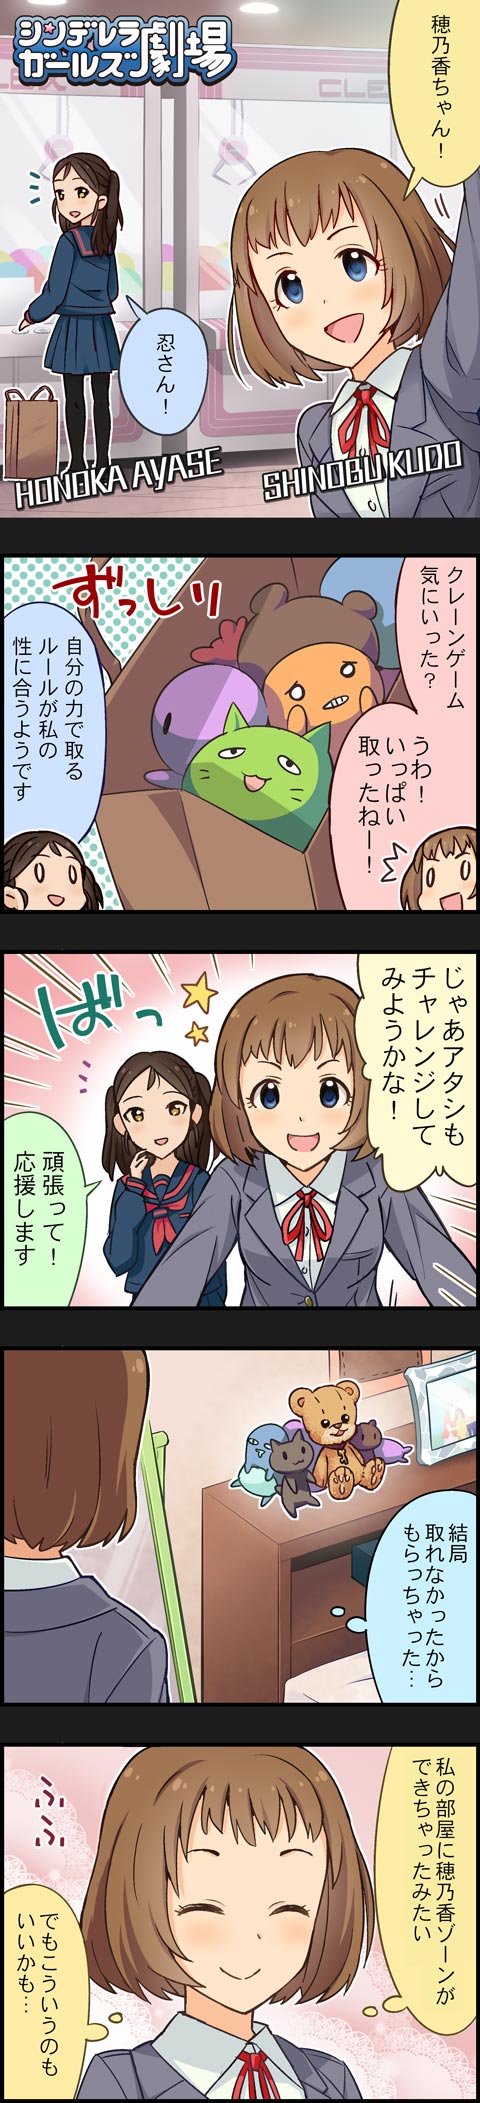 シンデレラ
ガールズ劇場
CLEX
穂乃香ちゃん！
忍さん！
HONOKA AYASE
SHINOBU KUDO
クレーンゲーム
気にいった？
うわ！
いっぱい
取ったねー！
ずっしり
自分の力で取る
ルールが私の
性に合うようです
じゃあアタシも
チャレンジして
みようかな！
ばっ
頑張って！
応援します
結局
取れなかったから
もらっちゃった…
私の部屋に穂乃香ゾーンが
できちゃったみたい
ふふ
でもこういうのも
いいかも…